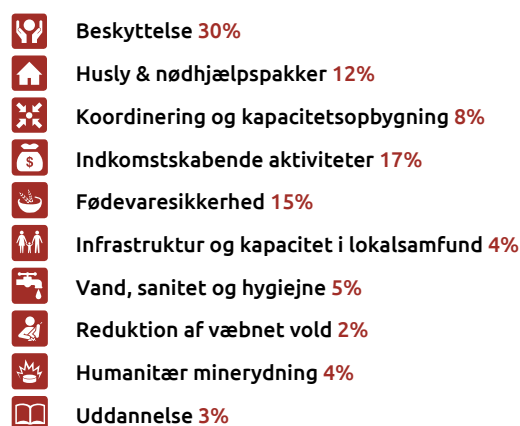 Beskyttelse 30%
Husly & nødhjælpspakker 12%
Koordinering og kapacitetsopbygning 8%
$ Indkomstskabende aktiviteter 17%
Fødevaresikkerhed 15%
Infrastruktur og kapacitet i lokalsamfund 4%
Vand, sanitet og hygiejne 5%
Reduktion af væbnet vold 2%
Humanitær minerydning 4%
Uddannelse 3%